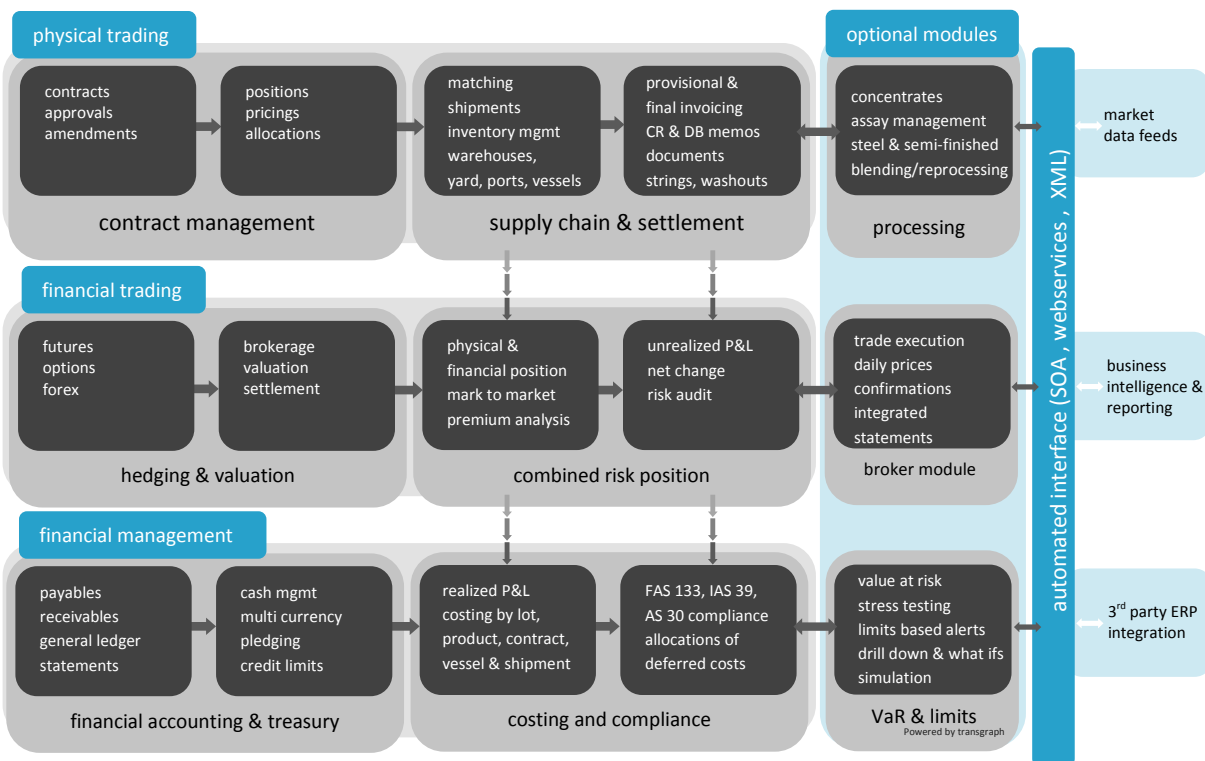 physical trading
optional modules
contracts
approvals
amendments
positions
pricings
allocations
contract management
matching
shipments
inventory mgmt
warehouses,
yard, ports, vessels
provisional &
final invoicing
CR & DB memos
documents
strings, washouts
supply chain & settlement
concentrates
assay management
steel & semi-finished
blending/reprocessing
processing
financial trading
futures
options
forex
brokerage
valuation
settlement
hedging & valuation
physical &
financial position
mark to market
premium analysis
unrealized P&L
net change
risk audit
combined risk position
trade execution
daily prices
confirmations
integrated
statements
broker module
financial management
payables
receivables
general ledger
statements
cash mgmt
multi currency
pledging
credit limits
financial accounting & treasury
realized P&L
costing by lot,
product, contract,
vessel & shipment
FAS 133, IAS 39,
AS 30 compliance
allocations of
deferred costs
costing and compliance
value at risk
stress testing
limits based alerts
drill down & what ifs
simulation
VaR & limits
Powered by transgraph
automated interface (SOA , webservices , XML)
market
data feeds
business
intelligence &
reporting
3rd party ERP
integration